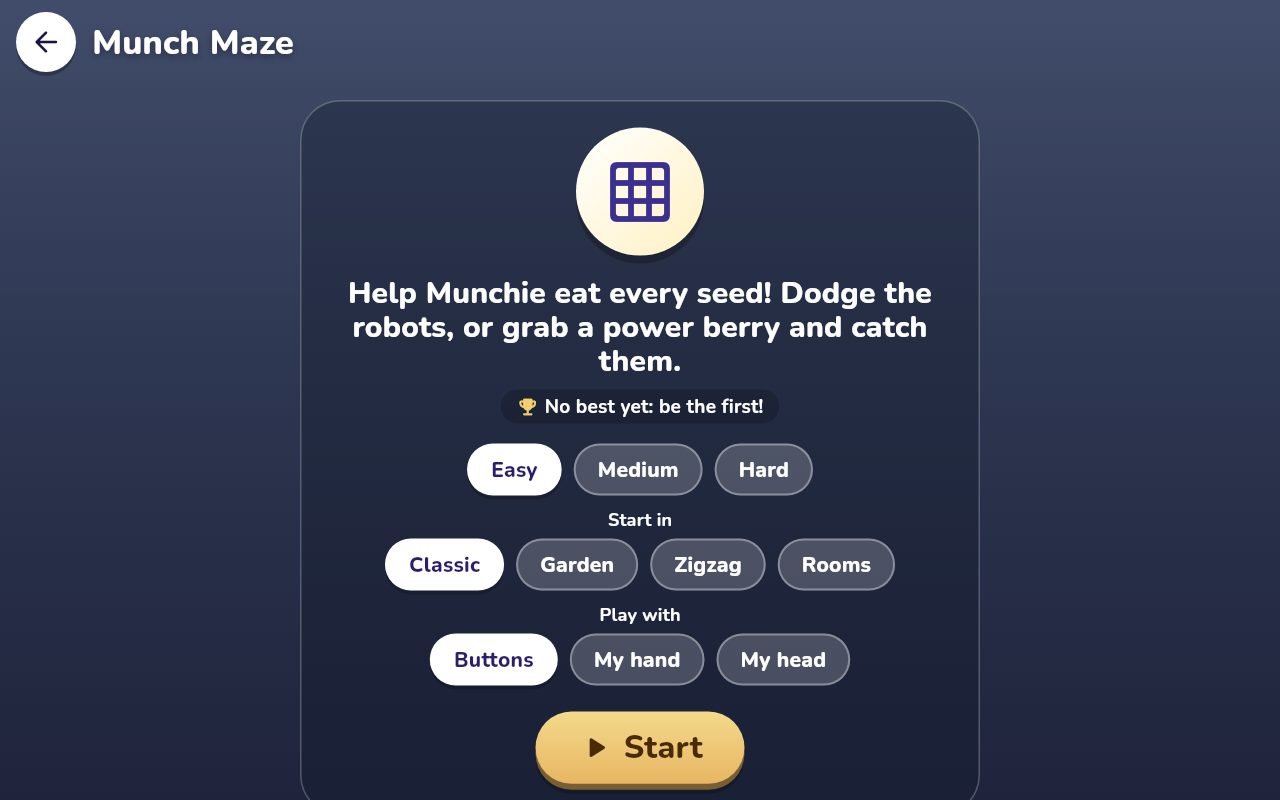 Munch Maze
Help Munchie eat every seed! Dodge the
robots, or grab a power berry and catch
them.
No best yet: be the first!
Easy Medium Hard
Start in
Classic Garden Zigzag Rooms
Play with
Buttons My hand My head
Start